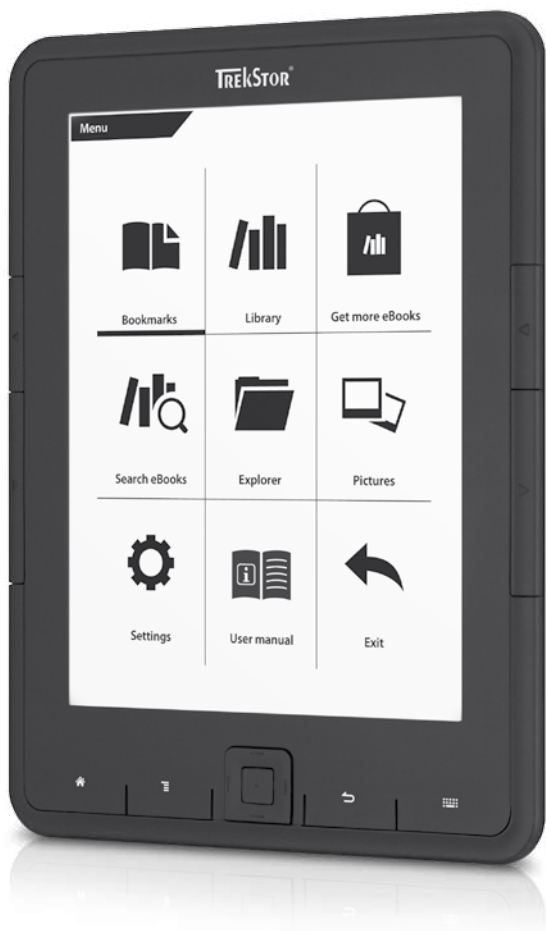 TREKSTOR®
Menu
Bookmarks
Library
Get more eBooks
Search eBooks
Explorer
Pictures
i
Settings
User manual
Exit